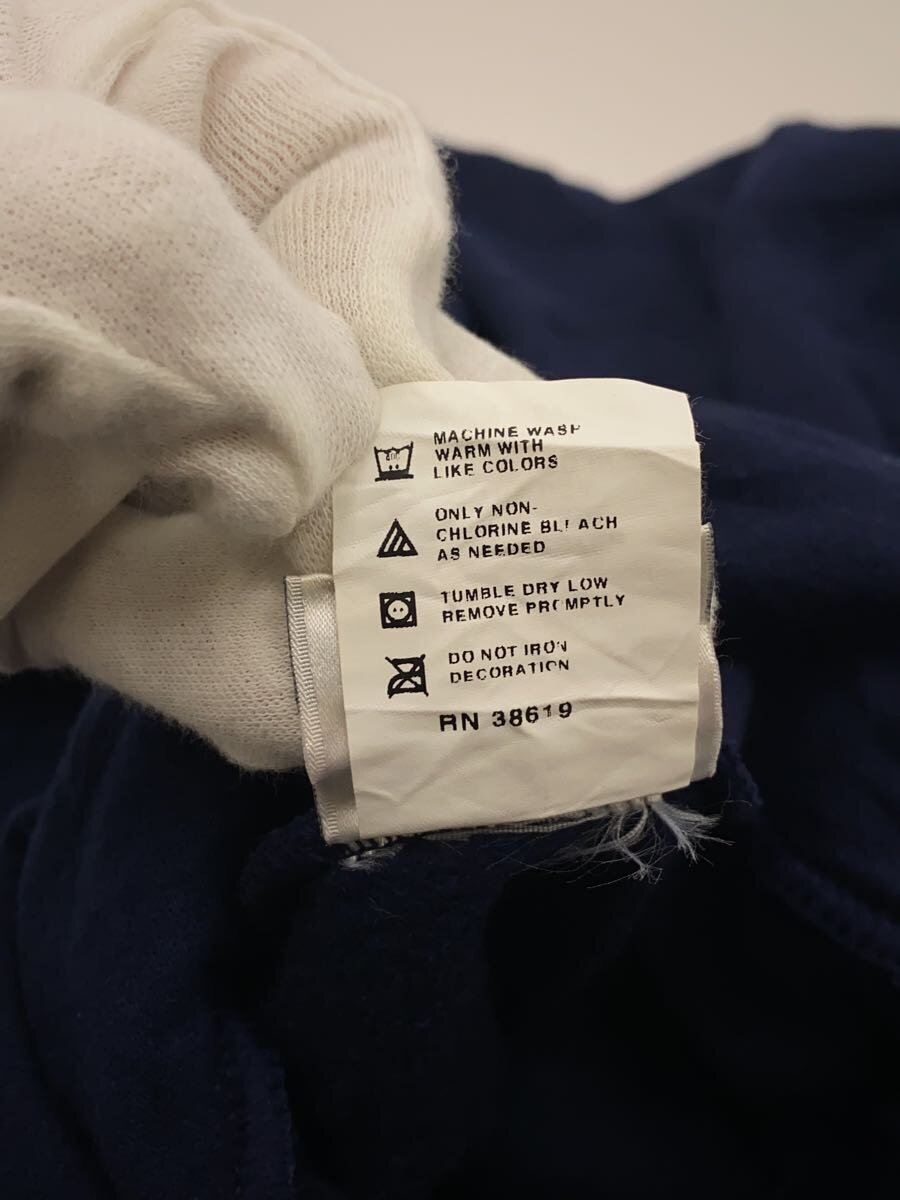 MACHINE WASH
WARM WITH
LIKE COLORS
ONLY NON-
CHLORINE BLEACH
AS NEEDED
TUMBLE DRY LOW
REMOVE PROMPTLY
DO NOT IRON
DECORATION
RN 38619